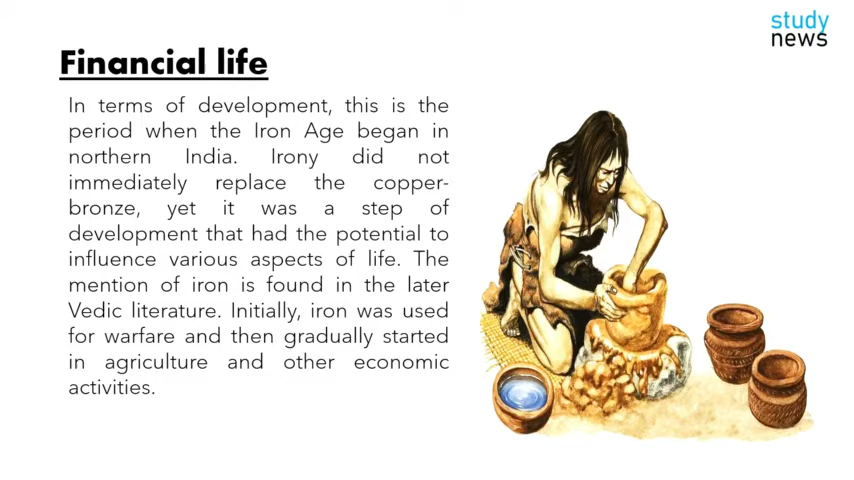 study
news
Financial life
In terms of development, this is the
period when the Iron Age began in
northern India. Irony did not
immediately replace the copper-
bronze, yet it was a step of
development that had the potential to
influence various aspects of life. The
mention of iron is found in the later
Vedic literature. Initially, iron was used
for warfare and then gradually started
in agriculture and other economic
activities.